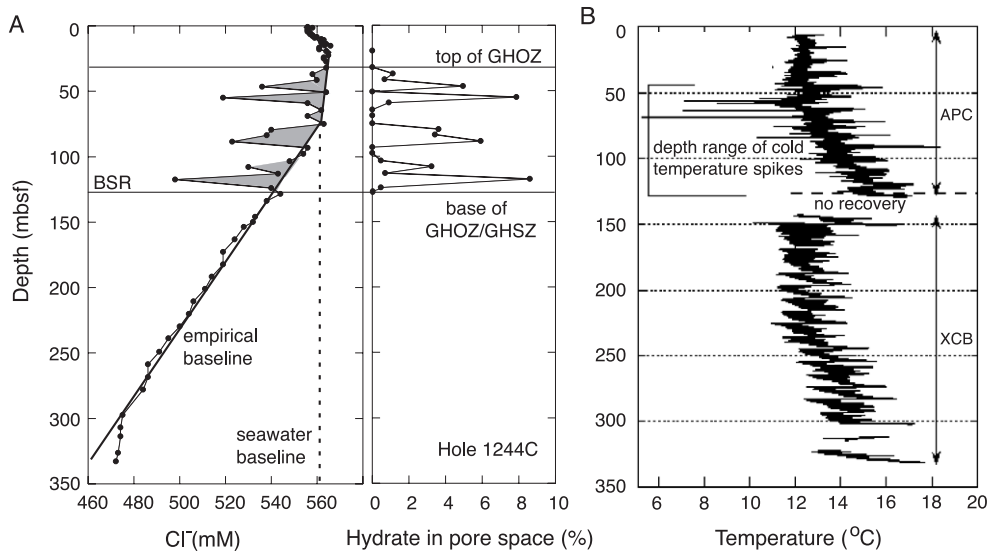 A
0
50
100
150
200
250
300
350
Depth (mbsf)
460
480
500
520
540
560
Cl⁻(mM)
BSR
empirical
baseline
seawater
baseline
top of GHOZ
base of
GHOZ/GHSZ
Hole 1244C
0
2
4
6
8
10
Hydrate in pore space (%)
B
0
50
100
150
200
250
300
350
depth range of cold
temperature spikes
APC
no recovery
XCB
6
8
10
12
14
16
18
20
Temperature (°C)